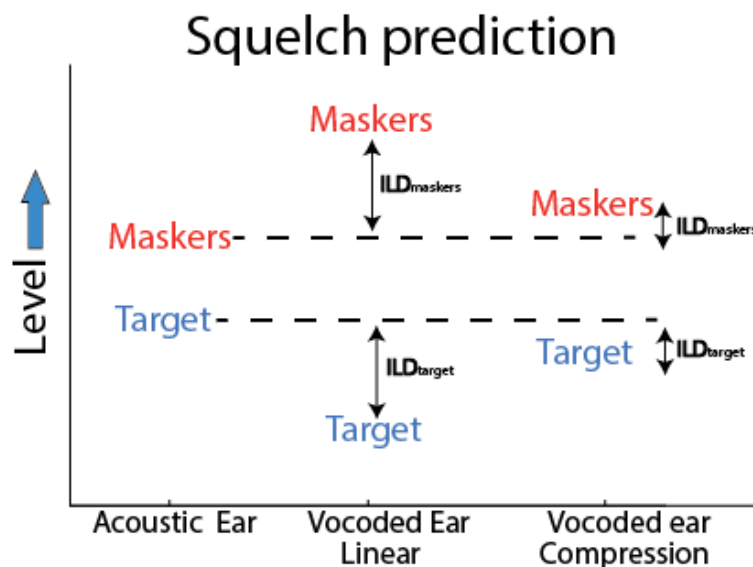 Squelch prediction
Maskers
ILDmaskers
Maskers
Maskers
ILDmaskers
Level
Target
Target
ILDtarget
ILDtarget
Target
Acoustic Ear
Vocoded Ear
Linear
Vocoded ear
Compression